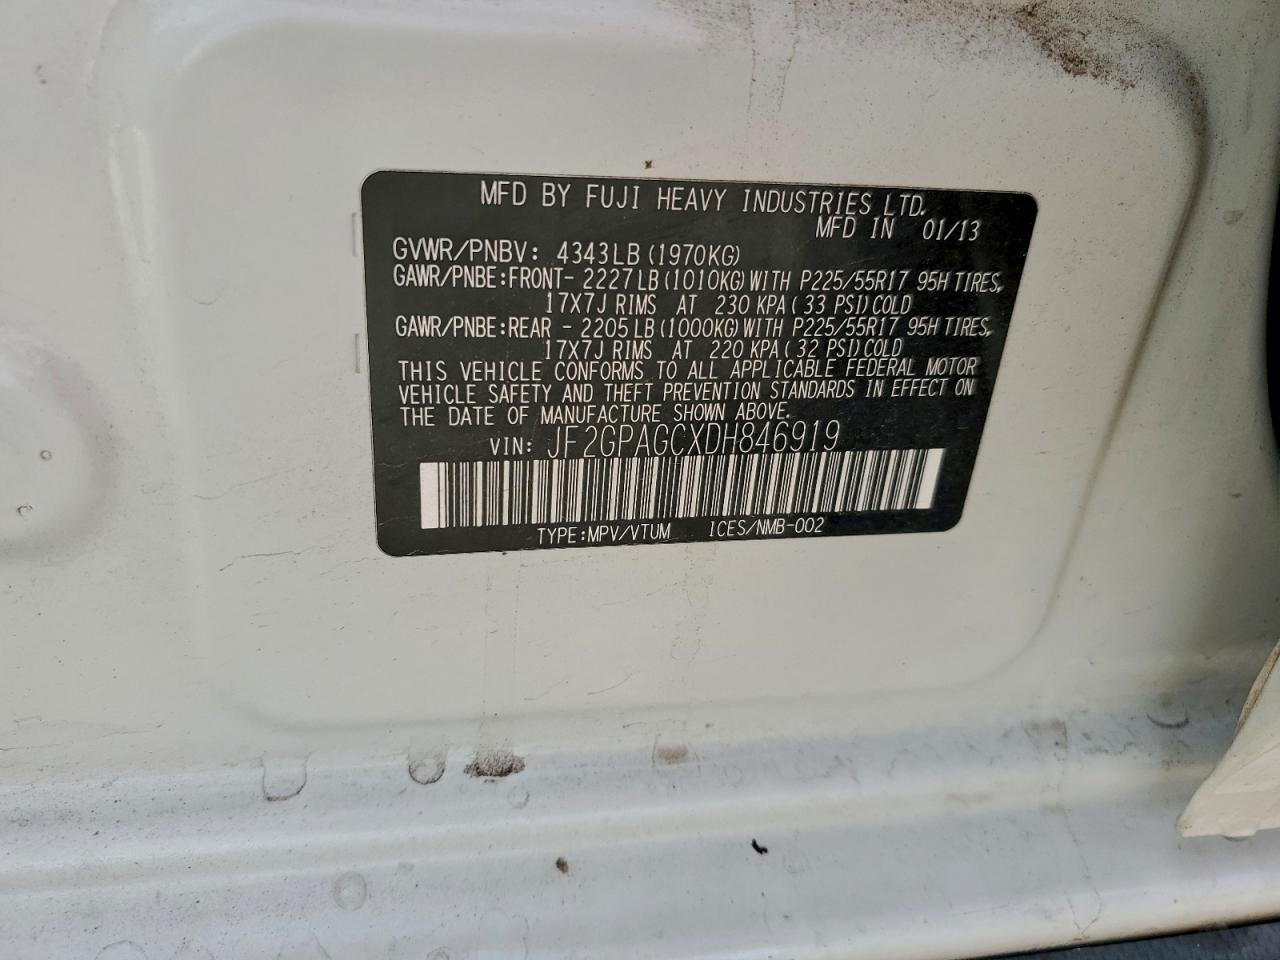 MFD BY FUJI HEAVY INDUSTRIES LTD.
MFD IN 01/13
GVWR/PNBV: 4343LB (1970KG)
GAWR/PNBE:FRONT- 2227LB (1010KG) WITH P225/55R17 95H TIRES,
17X7J RIMS AT 230 KPA ( 33 PSI) COLD
GAWR/PNBE:REAR - 2205LB (1000KG) WITH P225/55R17 95H TIRES,
17X7J RIMS AT 220 KPA ( 32 PSI) COLD
THIS VEHICLE CONFORMS TO ALL APPLICABLE FEDERAL MOTOR
VEHICLE SAFETY AND THEFT PREVENTION STANDARDS IN EFFECT ON
THE DATE OF MANUFACTURE SHOWN ABOVE.
VIN: JF2GPAGCXDH846919
TYPE:MPV/VTUM ICES/NMB-002